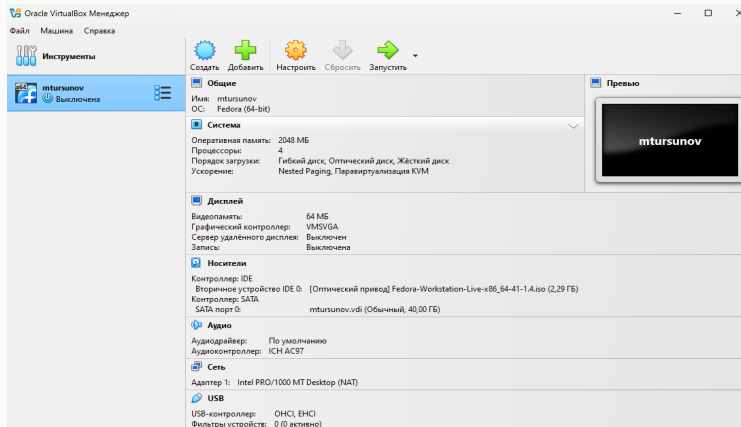 Oracle VirtualBox Менеджер
Файл Машина Справка
Инструменты
Создать Добавить Настроить Сбросить Запустить
x64 mtursunov
Выключена
Общие
Имя: mtursunov
ОС: Fedora (64-bit)
Превью
mtursunov
Система
Оперативная память: 2048 МБ
Процессоры: 4
Порядок загрузки: Гибкий диск, Оптический диск, Жёсткий диск
Ускорение: Nested Paging, Паравиртуализация KVM
Дисплей
Видеопамять: 64 МБ
Графический контроллер: VMSVGA
Сервер удалённого дисплея: Выключен
Запись: Выключена
Носители
Контроллер: IDE
Вторичное устройство IDE 0: [Оптический привод] Fedora-Workstation-Live-x86_64-41-1.4.iso (2,29 ГБ)
Контроллер: SATA
SATA порт 0: mtursunov.vdi (Обычный, 40,00 ГБ)
Аудио
Аудиодрайвер: По умолчанию
Аудиоконтроллер: ICH AC97
Сеть
Адаптер 1: Intel PRO/1000 MT Desktop (NAT)
USB
USB-контроллер: OHCI, EHCI
Фильтры устройств: 0 (0 активно)